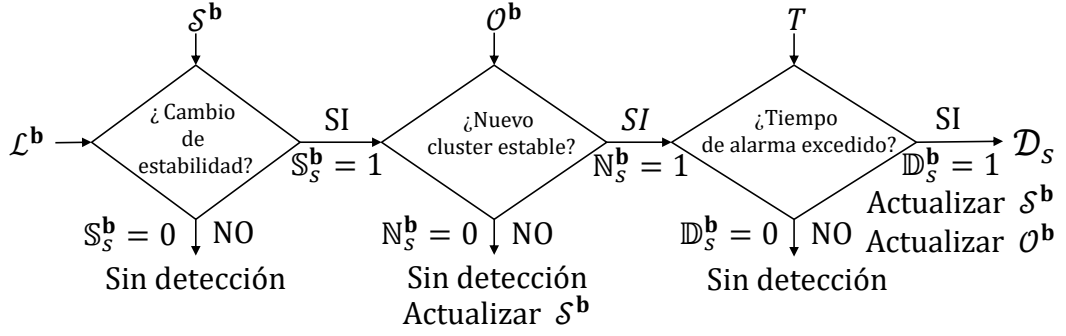 𝒮ᵇ
𝒪ᵇ
T
ℒᵇ
¿ Cambio
de
estabilidad?
SI
𝕊ₛᵇ = 1
¿Nuevo
cluster estable?
SI
ℕₛᵇ = 1
¿Tiempo
de alarma excedido?
SI
𝔻ₛᵇ = 1
𝒟ₛ
Actualizar 𝒮ᵇ
Actualizar 𝒪ᵇ
𝕊ₛᵇ = 0 NO
Sin detección
ℕₛᵇ = 0 NO
Sin detección
Actualizar 𝒮ᵇ
𝔻ₛᵇ = 0 NO
Sin detección